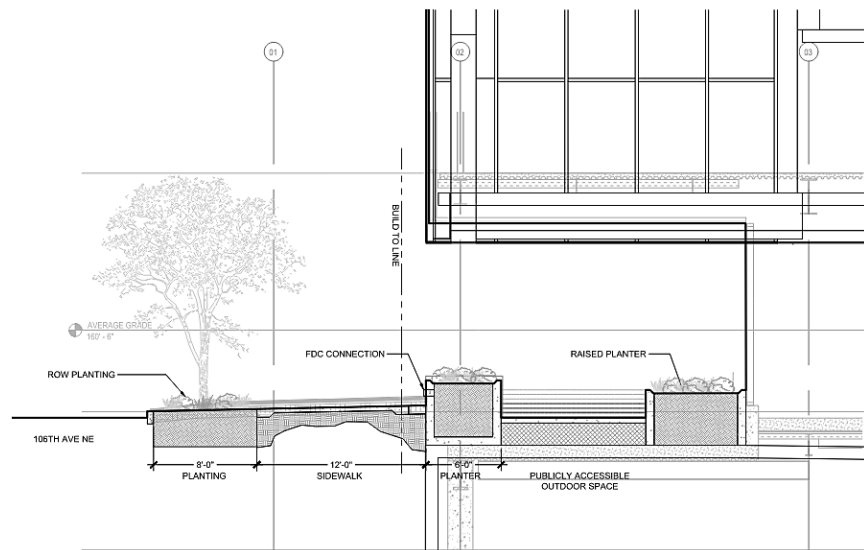 01
02
03
BUILD TO LINE
AVERAGE GRADE
160' - 6"
FDC CONNECTION
RAISED PLANTER
ROW PLANTING
106TH AVE NE
8'-0"
12'-0"
6'-0"
PLANTING
SIDEWALK
PLANTER
PUBLICLY ACCESSIBLE
OUTDOOR SPACE